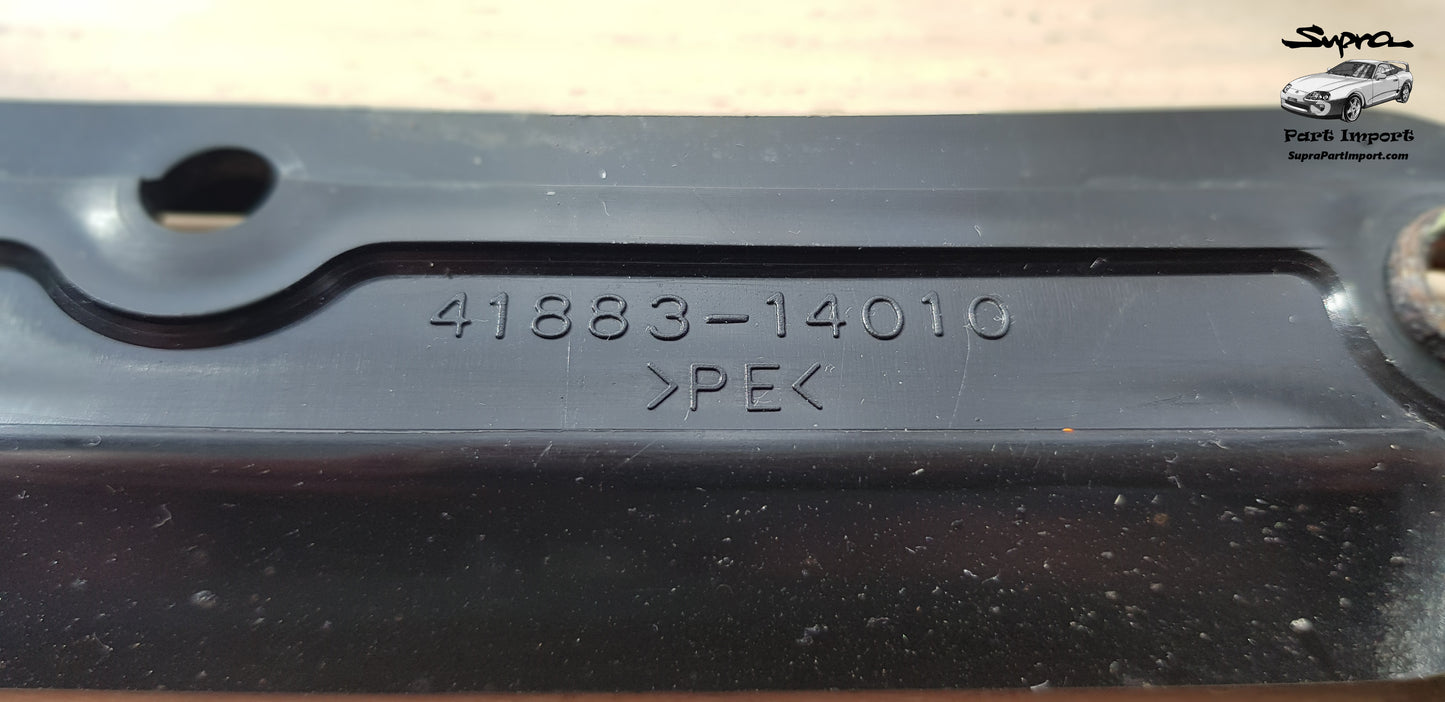 Supra
Part Import
SupraPartImport.com
41883-14010
>PE<